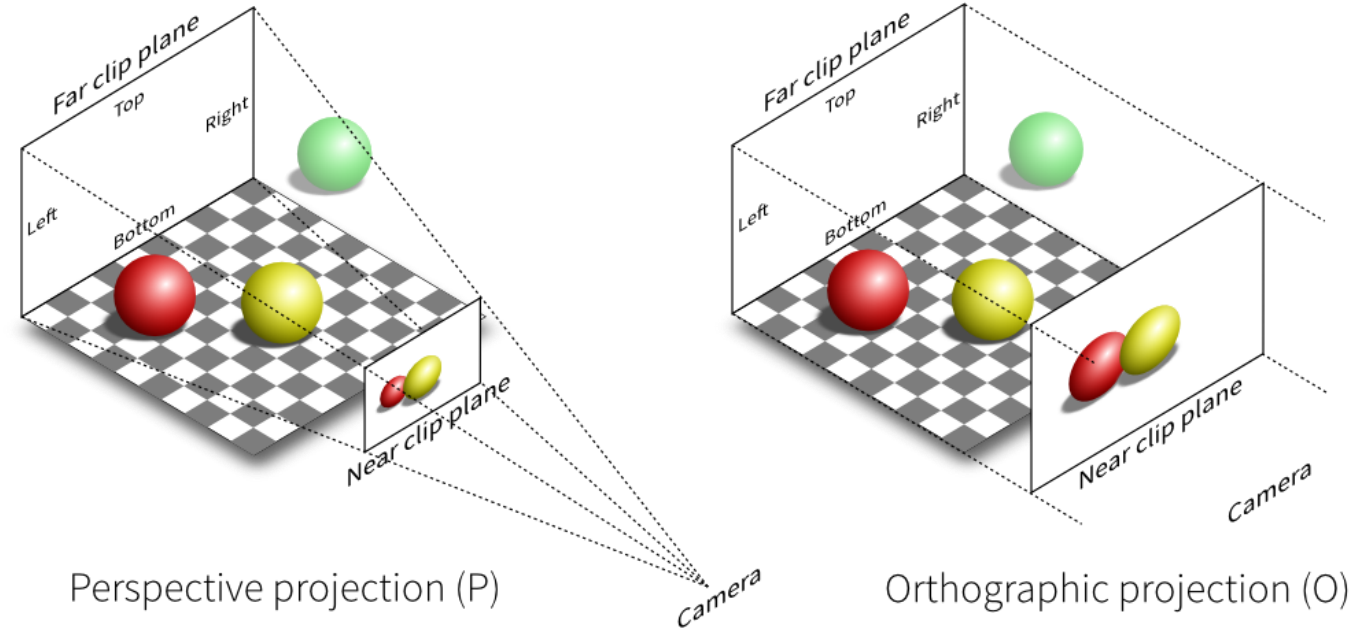 Far clip plane
Top
Right
Left
Bottom
Near clip plane
Camera
Perspective projection (P)
Far clip plane
Top
Right
Left
Bottom
Near clip plane
Camera
Orthographic projection (O)